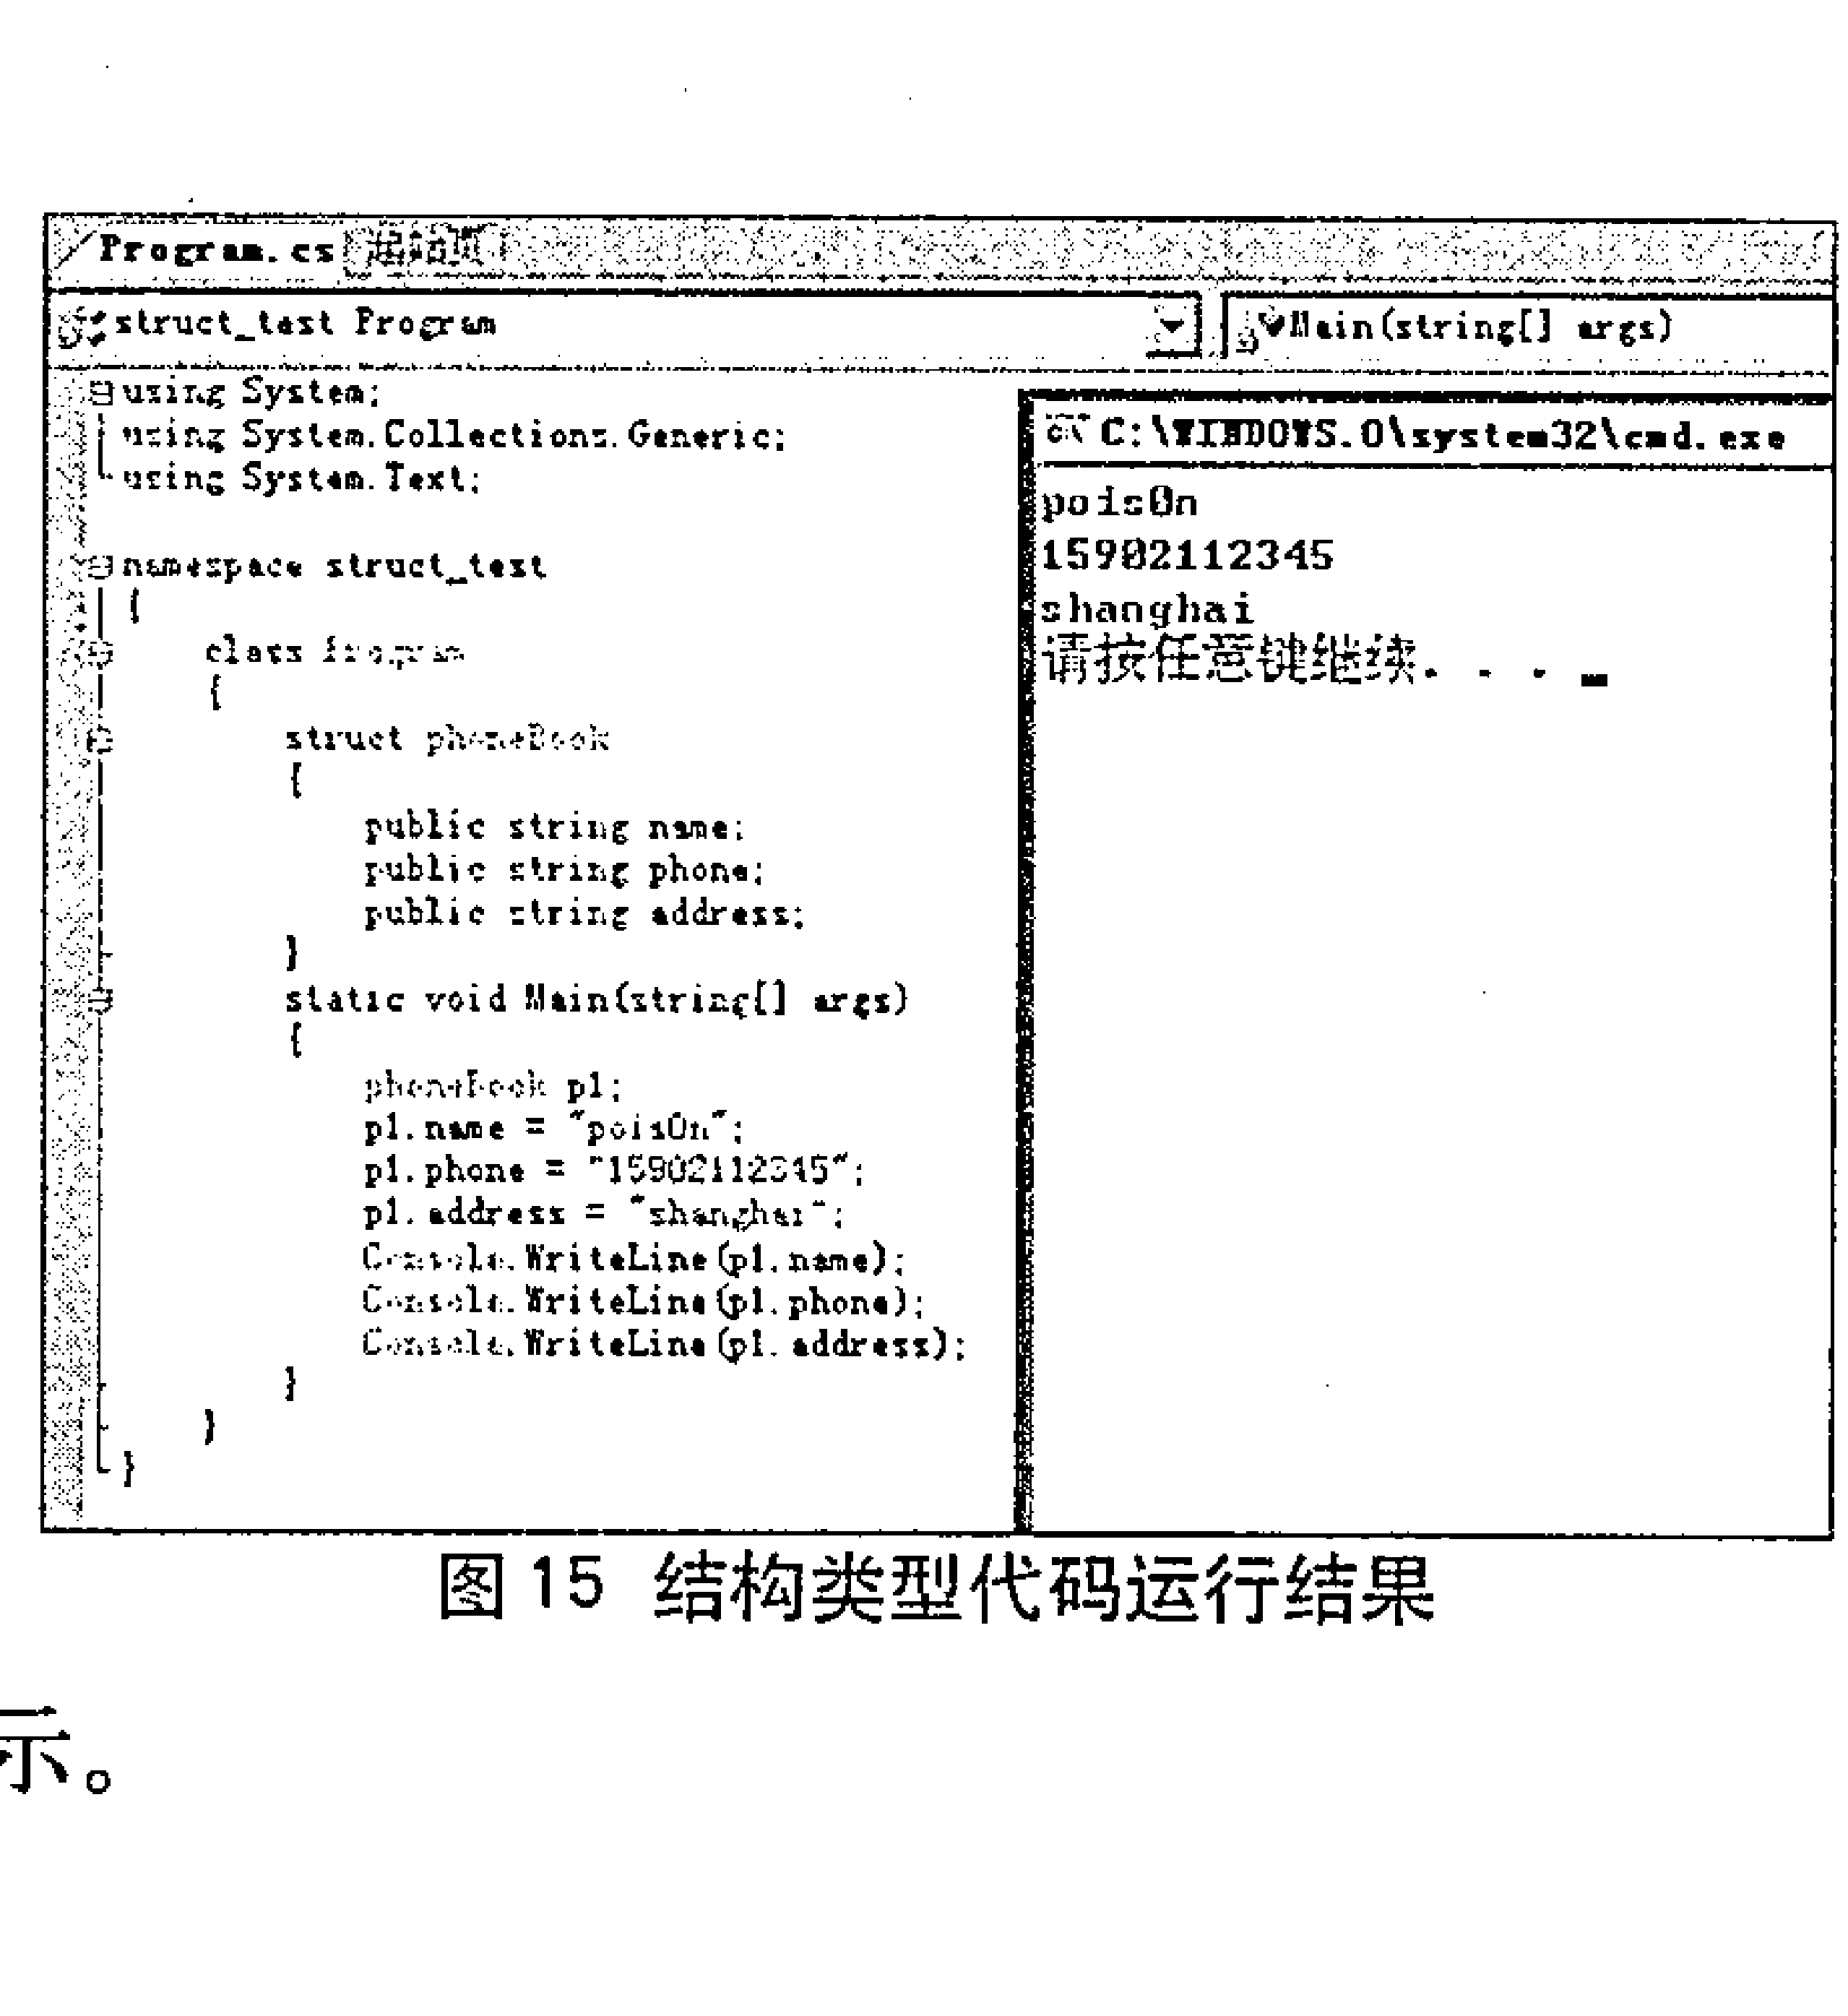 Program.cs 起始页
struct_test Program
Main(string[] args)
using System;
using System.Collections.Generic;
using System.Text;
namespace struct_test
{
class Program
{
struct phoneBook
{
public string name;
public string phone;
public string address;
}
static void Main(string[] args)
{
phoneBook p1;
p1.name = "pois0n";
p1.phone = "15902112345";
p1.address = "shanghai";
Console.WriteLine(p1.name);
Console.WriteLine(p1.phone);
Console.WriteLine(p1.address);
}
}
}
C:\WINDOWS.0\system32\cmd.exe
pois0n
15902112345
shanghai
请按任意键继续. . .
图 15 结构类型代码运行结果
示。